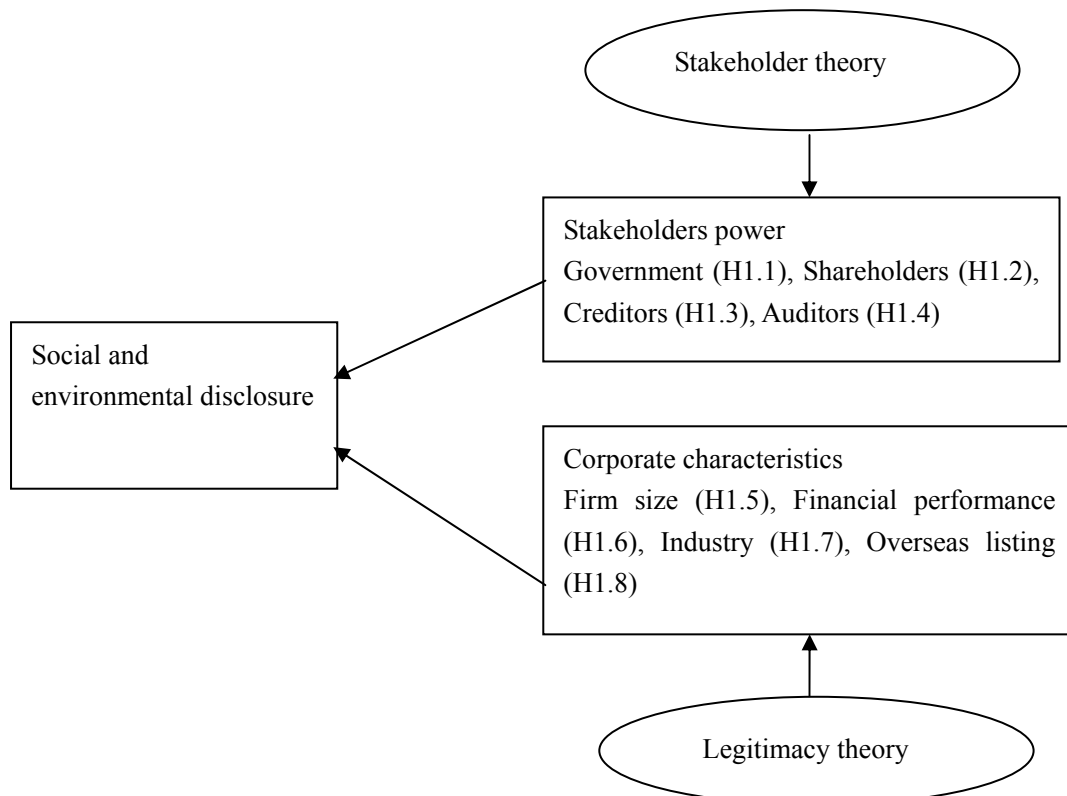 Stakeholder theory
Stakeholders power
Government (H1.1), Shareholders (H1.2),
Creditors (H1.3), Auditors (H1.4)
Social and
environmental disclosure
Corporate characteristics
Firm size (H1.5), Financial performance
(H1.6), Industry (H1.7), Overseas listing
(H1.8)
Legitimacy theory